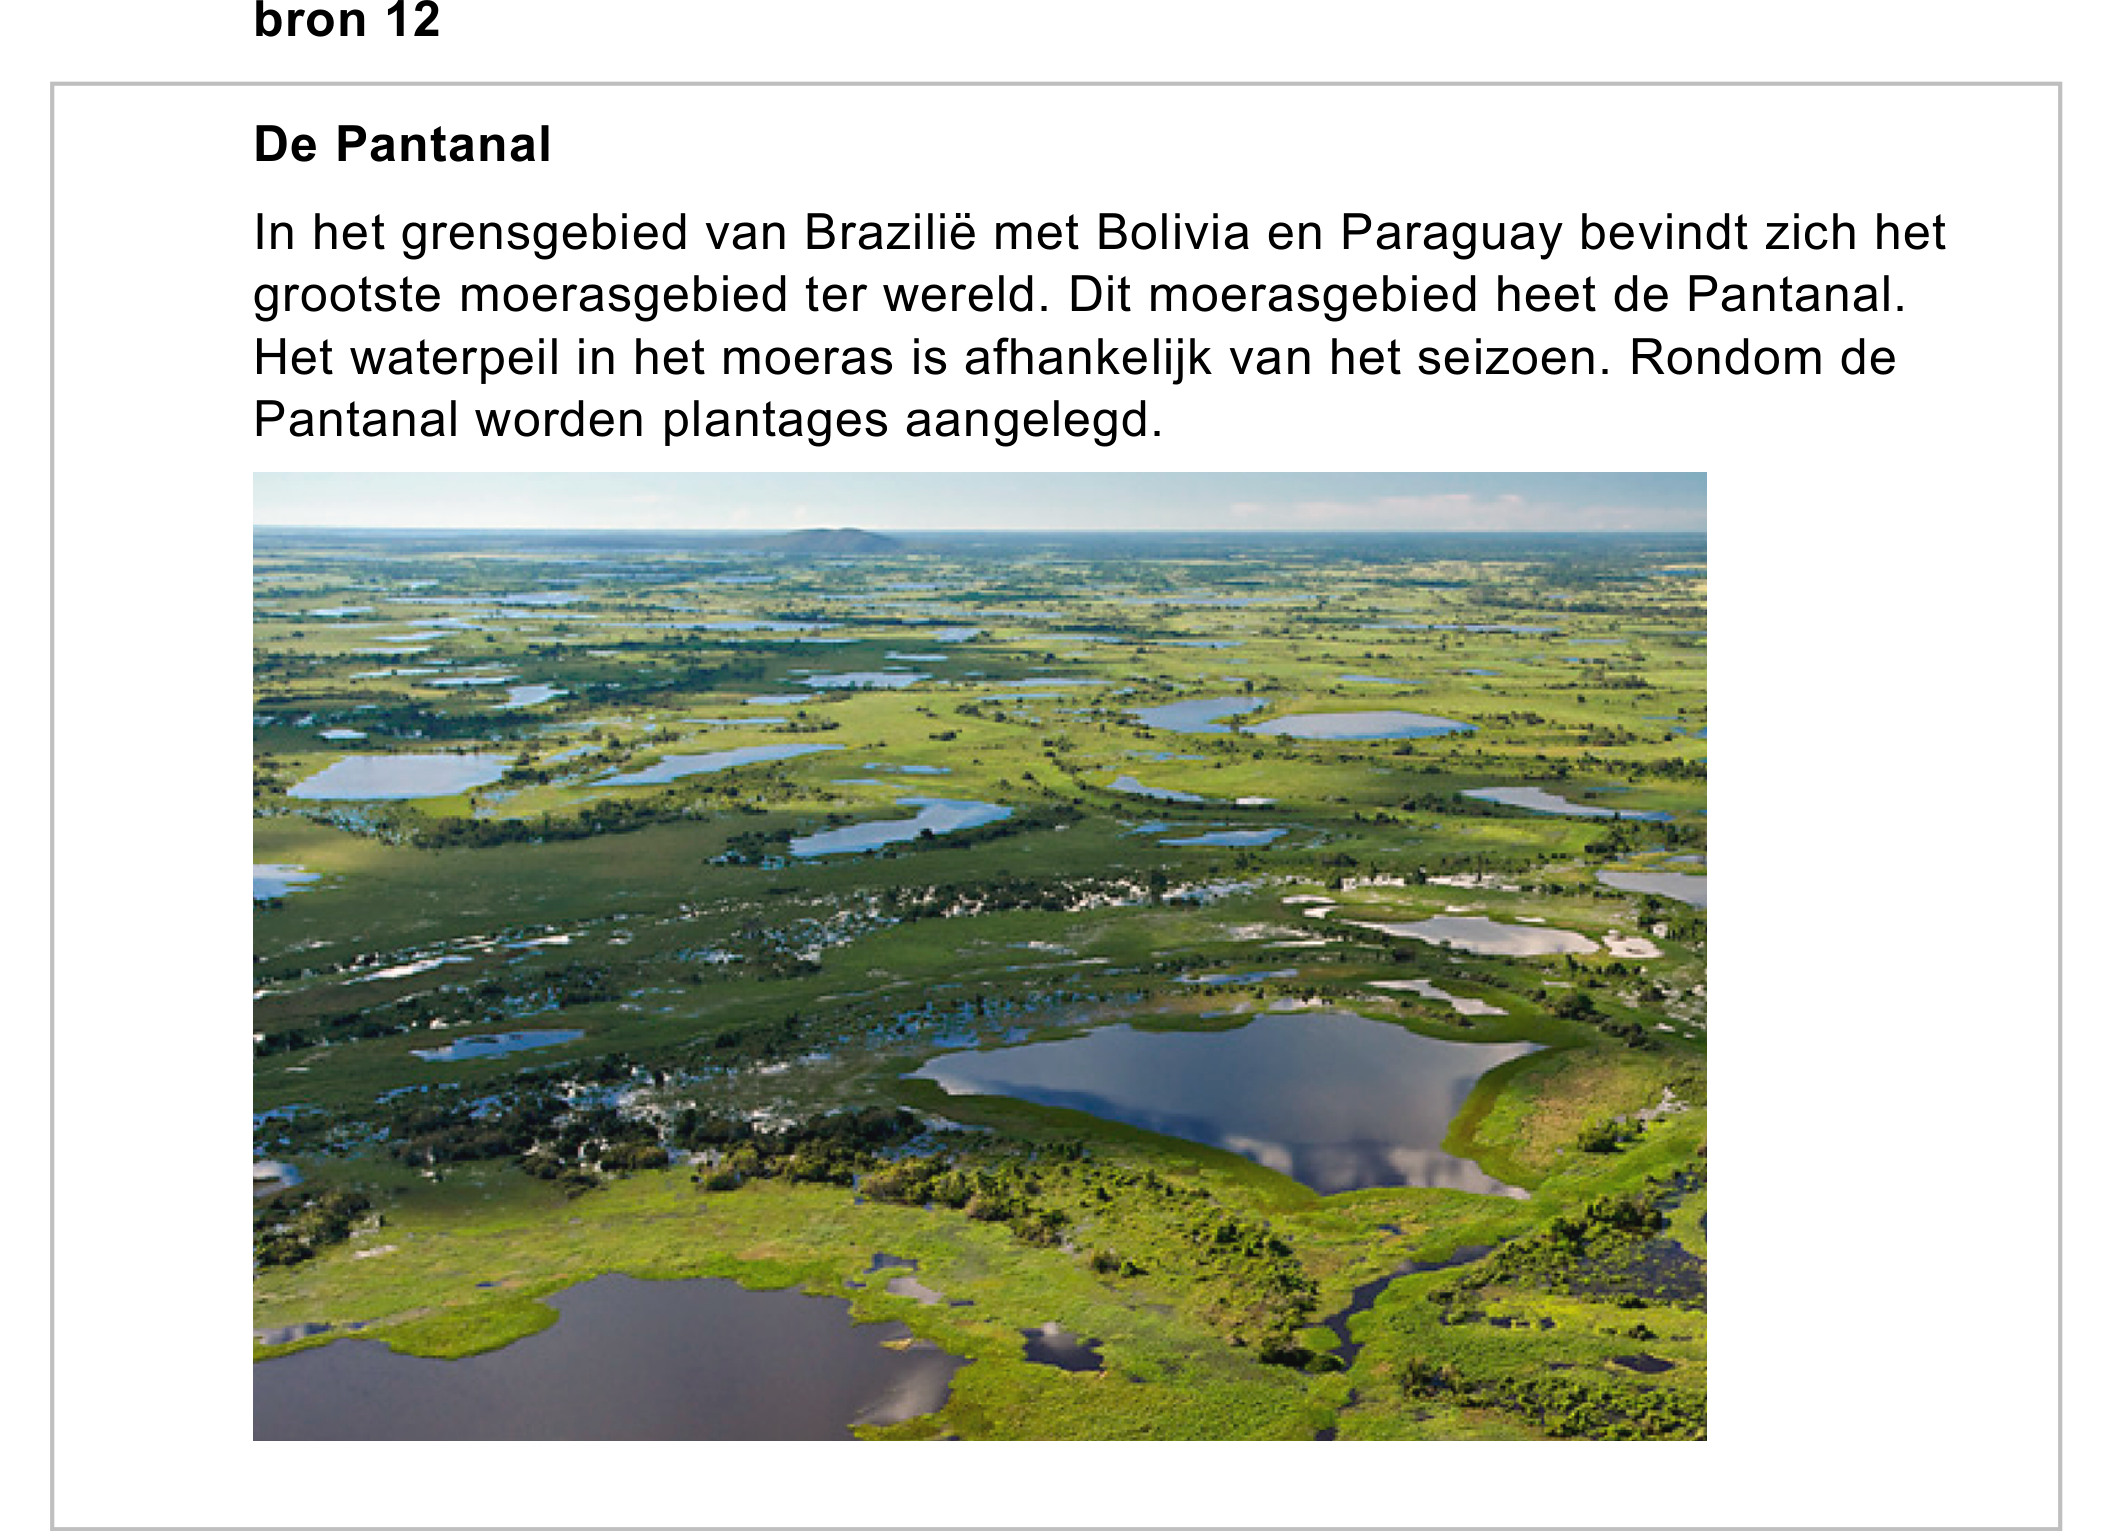 bron 12
De Pantanal
In het grensgebied van Brazilië met Bolivia en Paraguay bevindt zich het
grootste moerasgebied ter wereld. Dit moerasgebied heet de Pantanal.
Het waterpeil in het moeras is afhankelijk van het seizoen. Rondom de
Pantanal worden plantages aangelegd.